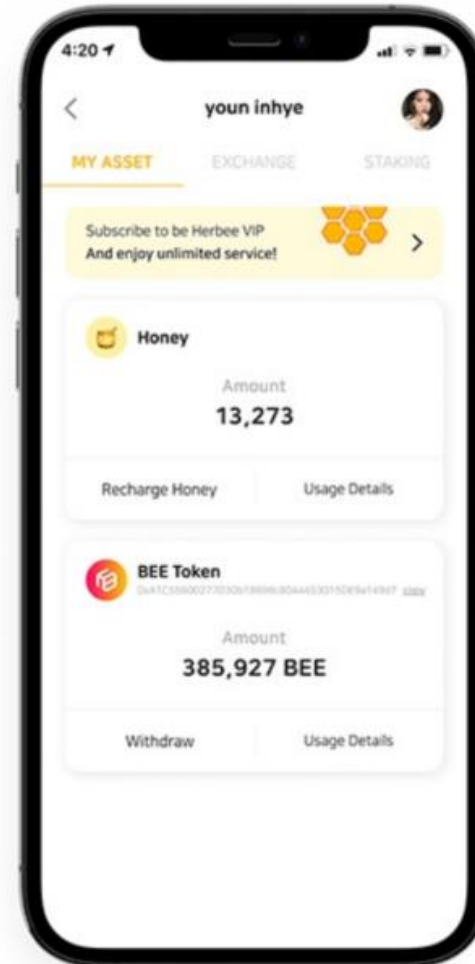 4:20
youn inhye
MY ASSET EXCHANGE STAKING
Subscribe to be Herbee VIP
And enjoy unlimited service!
Honey
Amount
13,273
Recharge Honey Usage Details
BEE Token
copy
Amount
385,927 BEE
Withdraw Usage Details